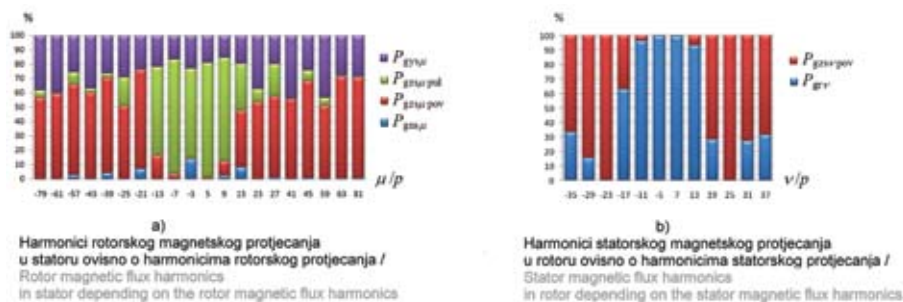 %
100
90
80
70
60
50
40
30
20
10
0
-79 -61 -57 -43 -39 -25 -21 -13 -7 -3 5 9 15 23 27 41 45 59 63 81
μ/p
P gyn,μ
P gzn,μ pul
P gzn,μ pov
a)
Harmonici rotorskog magnetskog protjecanja
u statoru ovisno o harmonicima rotorskog protjecanja /
Rotor magnetic flux harmonics
in stator depending on the rotor magnetic flux harmonics
%
100
90
80
70
60
50
40
30
20
10
0
-35 -29 -23 -17 -11 -5 7 13 19 25 31 37
ν/p
b)
Harmonici statorskog magnetskog protjecanja
u rotoru ovisno o harmonicima statorskog protjecanja /
Stator magnetic flux harmonics
in rotor depending on the stator magnetic flux harmonics